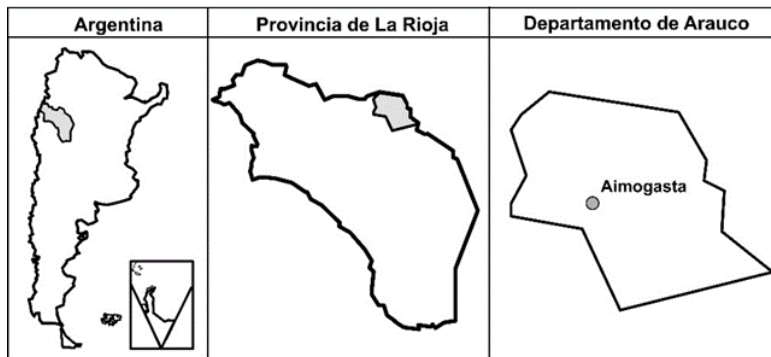 Argentina
Provincia de La Rioja
Departamento de Arauco
Aimogasta